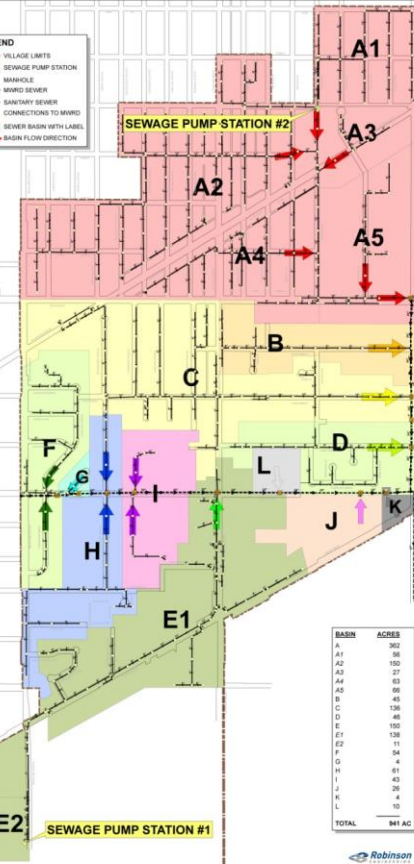 END
VILLAGE LIMITS
SEWAGE PUMP STATION
MANHOLE
MWRD SEWER
SANITARY SEWER
CONNECTIONS TO MWRD
SEWER BASIN WITH LABEL
BASIN FLOW DIRECTION
A1
SEWAGE PUMP STATION #2
A3
A2
A4
A5
B
C
D
F
L
G
I
K
J
H
E1
BASIN ACRES
A 362
A1 56
A2 150
A3 27
A4 63
A5 66
B 45
C 136
D 46
E 150
E1 138
E2 11
F 54
G 4
H 61
I 43
J 26
K 4
L 10
TOTAL 941 AC
E2
SEWAGE PUMP STATION #1
Robinson
ENGINEERING